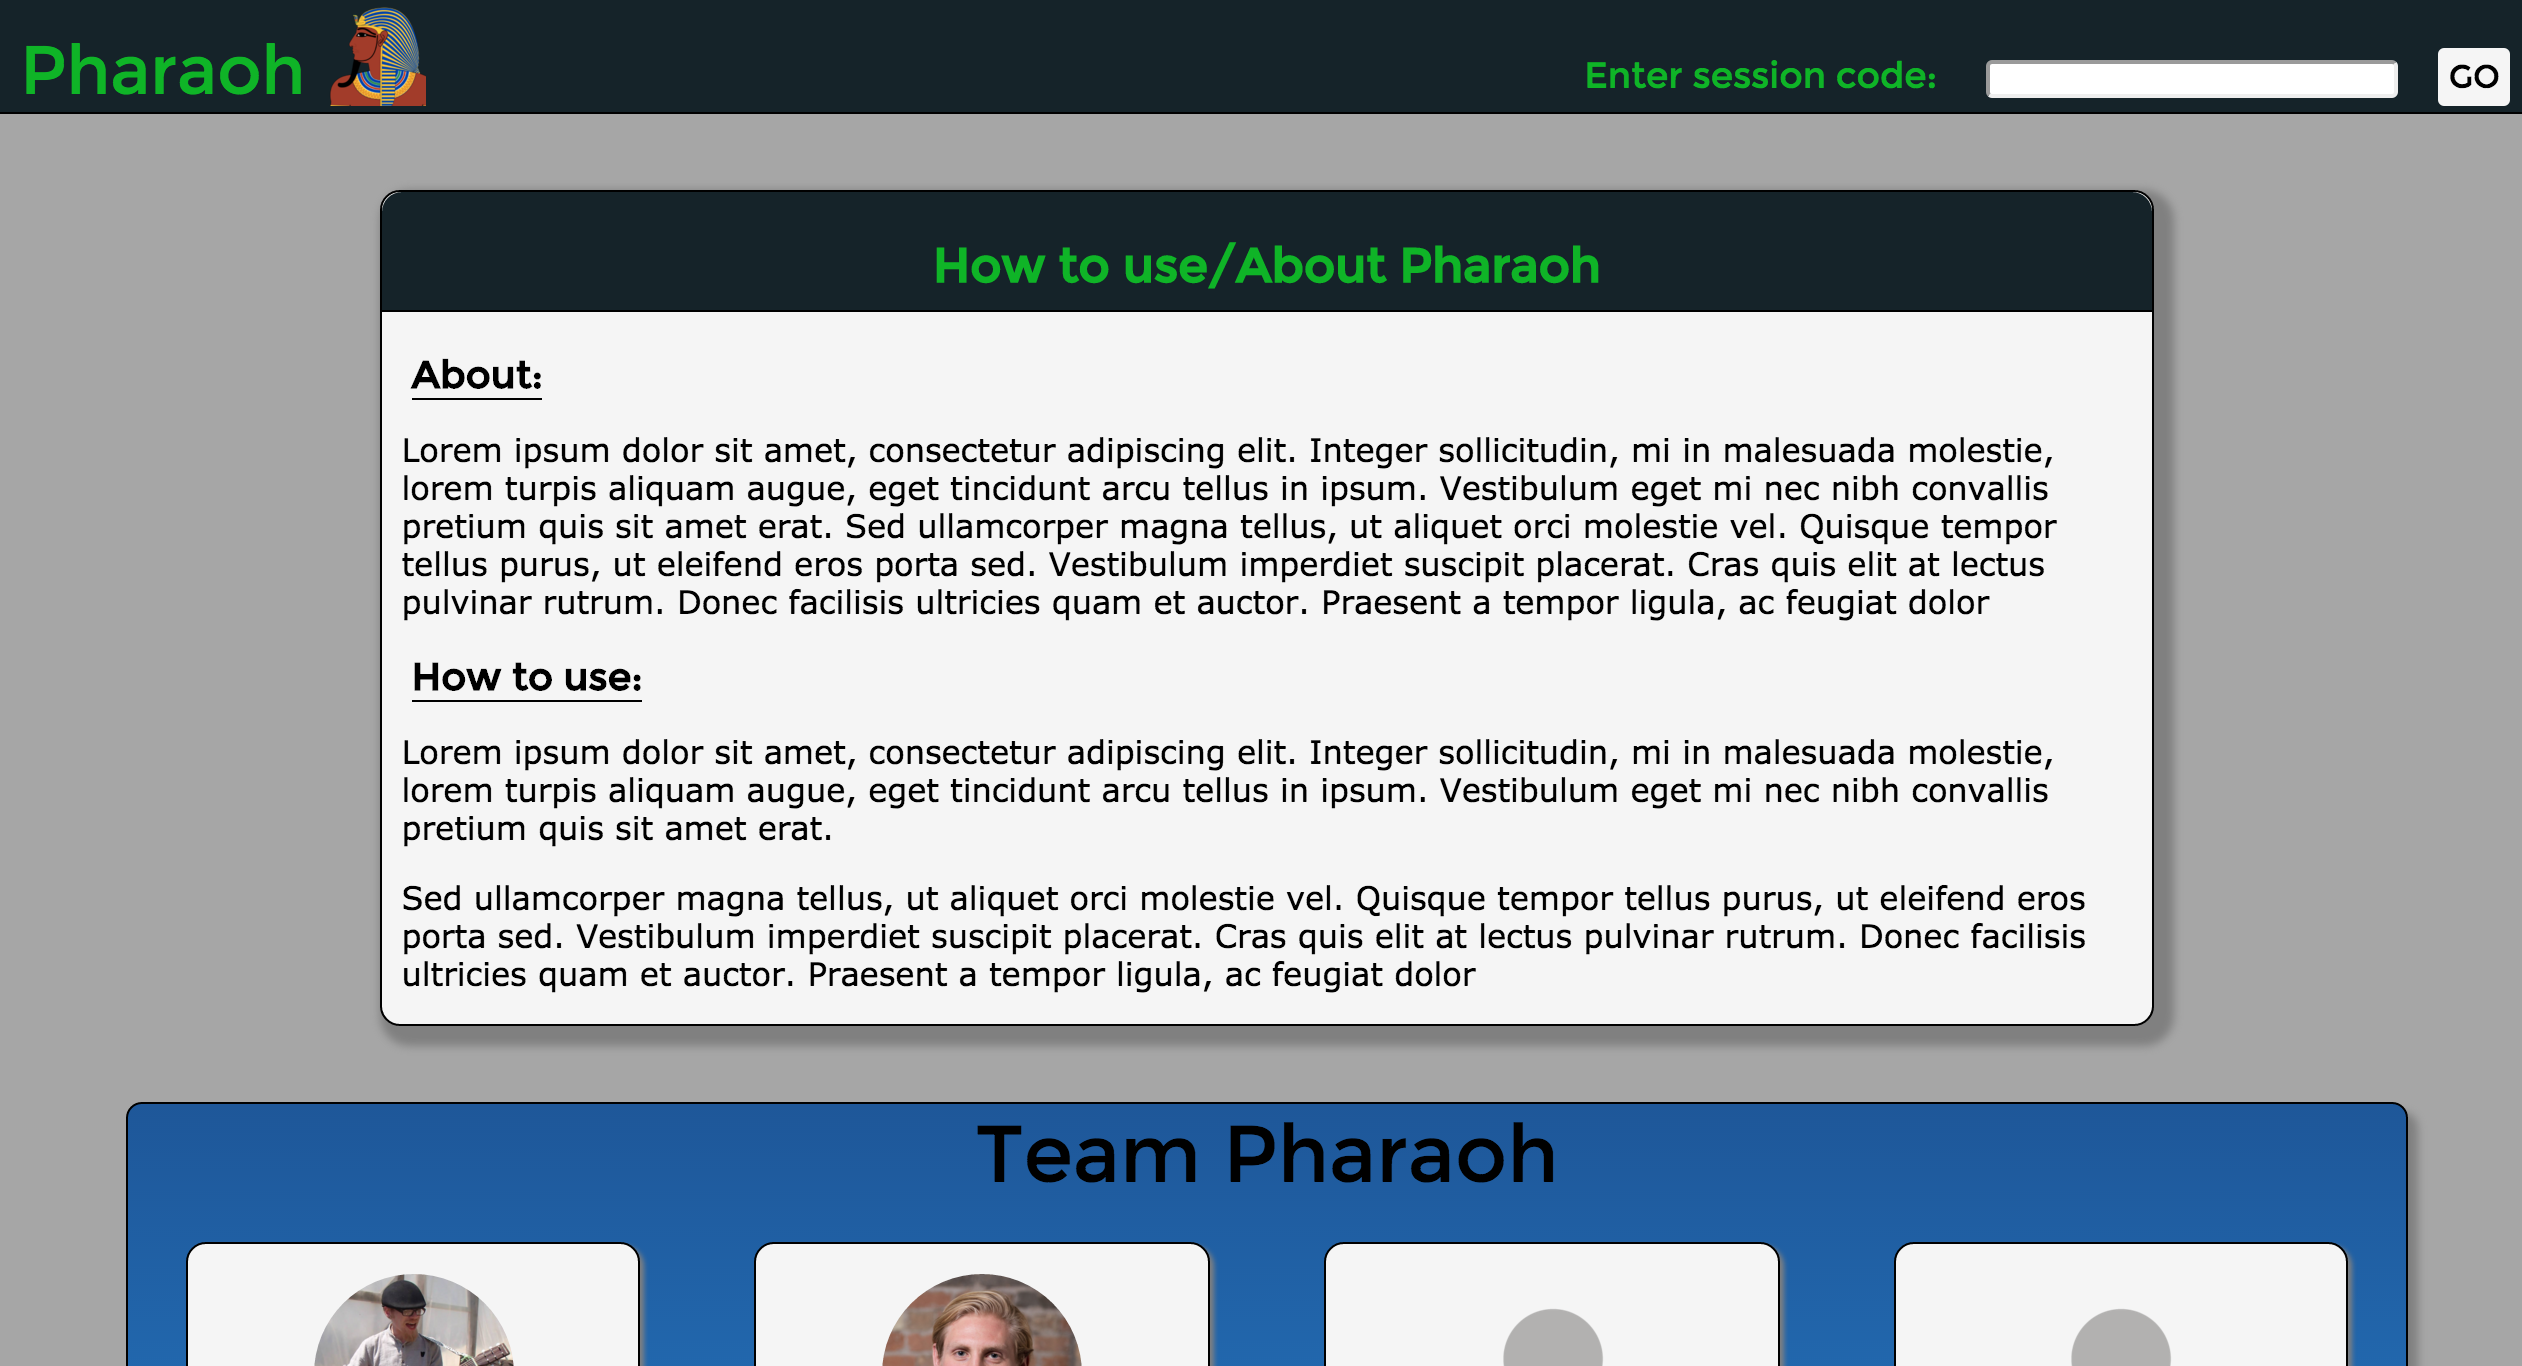 Pharaoh
Enter session code:
GO
How to use/About Pharaoh
About:
Lorem ipsum dolor sit amet, consectetur adipiscing elit. Integer sollicitudin, mi in malesuada molestie,
lorem turpis aliquam augue, eget tincidunt arcu tellus in ipsum. Vestibulum eget mi nec nibh convallis
pretium quis sit amet erat. Sed ullamcorper magna tellus, ut aliquet orci molestie vel. Quisque tempor
tellus purus, ut eleifend eros porta sed. Vestibulum imperdiet suscipit placerat. Cras quis elit at lectus
pulvinar rutrum. Donec facilisis ultricies quam et auctor. Praesent a tempor ligula, ac feugiat dolor
How to use:
Lorem ipsum dolor sit amet, consectetur adipiscing elit. Integer sollicitudin, mi in malesuada molestie,
lorem turpis aliquam augue, eget tincidunt arcu tellus in ipsum. Vestibulum eget mi nec nibh convallis
pretium quis sit amet erat.
Sed ullamcorper magna tellus, ut aliquet orci molestie vel. Quisque tempor tellus purus, ut eleifend eros
porta sed. Vestibulum imperdiet suscipit placerat. Cras quis elit at lectus pulvinar rutrum. Donec facilisis
ultricies quam et auctor. Praesent a tempor ligula, ac feugiat dolor
Team Pharaoh